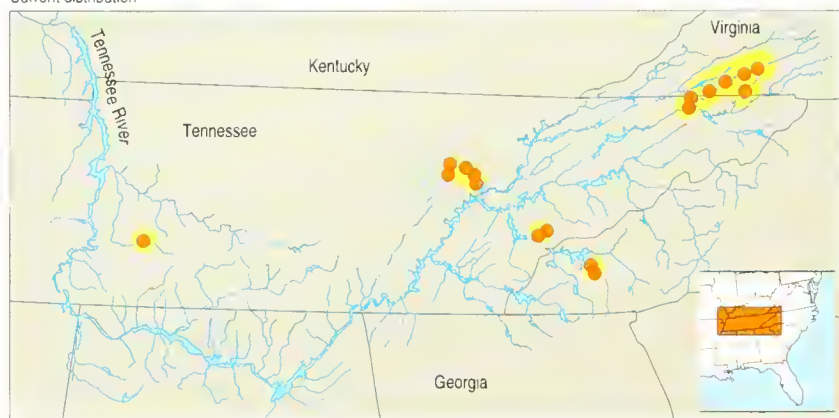 Current distribution
Virginia
Tennessee River
Kentucky
Tennessee
Georgia